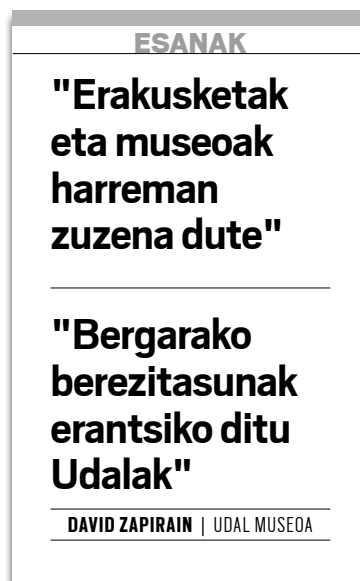 ESANAK
"Erakusketak
eta museoak
harreman
zuzena dute"
"Bergarako
berezitasunak
erantsiko ditu
Udalak"
DAVID ZAPIRAIN | UDAL MUSEOA